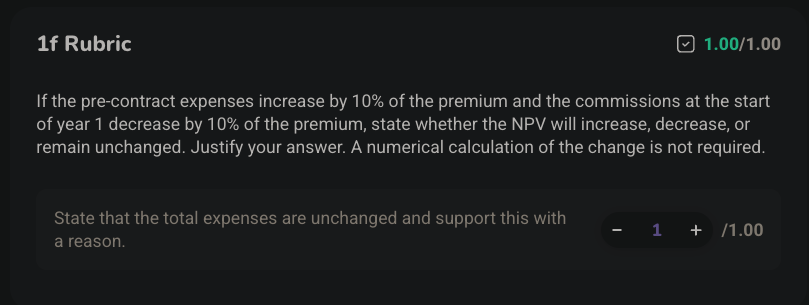 1f Rubric
1.00/1.00
If the pre-contract expenses increase by 10% of the premium and the commissions at the start
of year 1 decrease by 10% of the premium, state whether the NPV will increase, decrease, or
remain unchanged. Justify your answer. A numerical calculation of the change is not required.
State that the total expenses are unchanged and support this with
a reason.
− 1 + /1.00